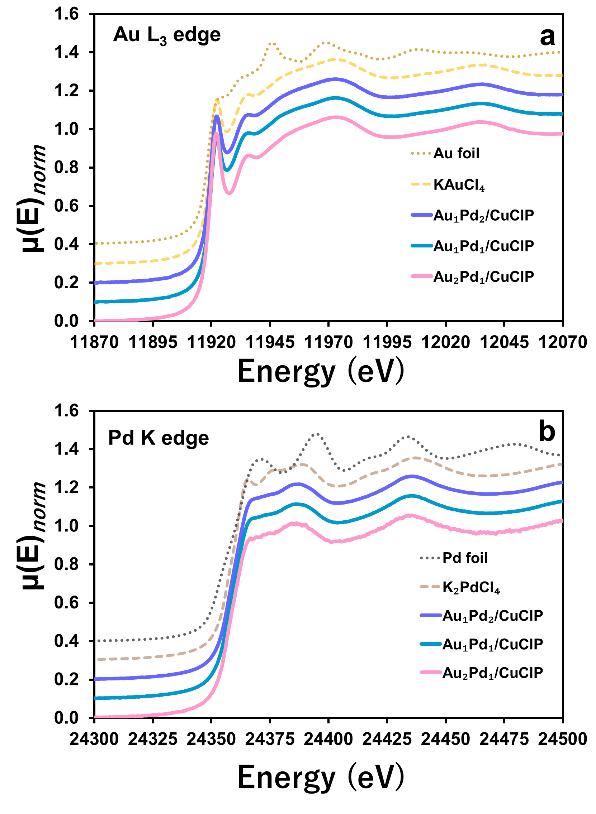 Au L₃ edge
a
μ(E)norm
1.6
1.4
1.2
1.0
0.8
0.6
0.4
0.2
0.0
Au foil
KAuCl₄
Au₁Pd₂/CuClP
Au₁Pd₁/CuClP
Au₂Pd₁/CuClP
11870 11895 11920 11945 11970 11995 12020 12045 12070
Energy (eV)
Pd K edge
b
μ(E)norm
1.6
1.4
1.2
1.0
0.8
0.6
0.4
0.2
0.0
Pd foil
K₂PdCl₄
Au₁Pd₂/CuClP
Au₁Pd₁/CuClP
Au₂Pd₁/CuClP
24300 24325 24350 24375 24400 24425 24450 24475 24500
Energy (eV)